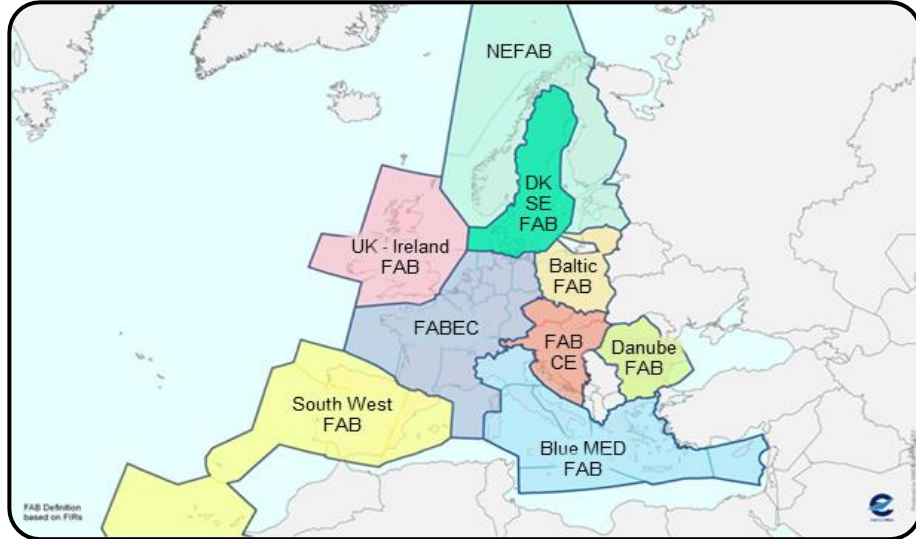 NEFAB
DK
SE
FAB
UK - Ireland
FAB
Baltic
FAB
FABEC
FAB
CE
Danube
FAB
South West
FAB
Blue MED
FAB
FAB Definition
based on FIRs